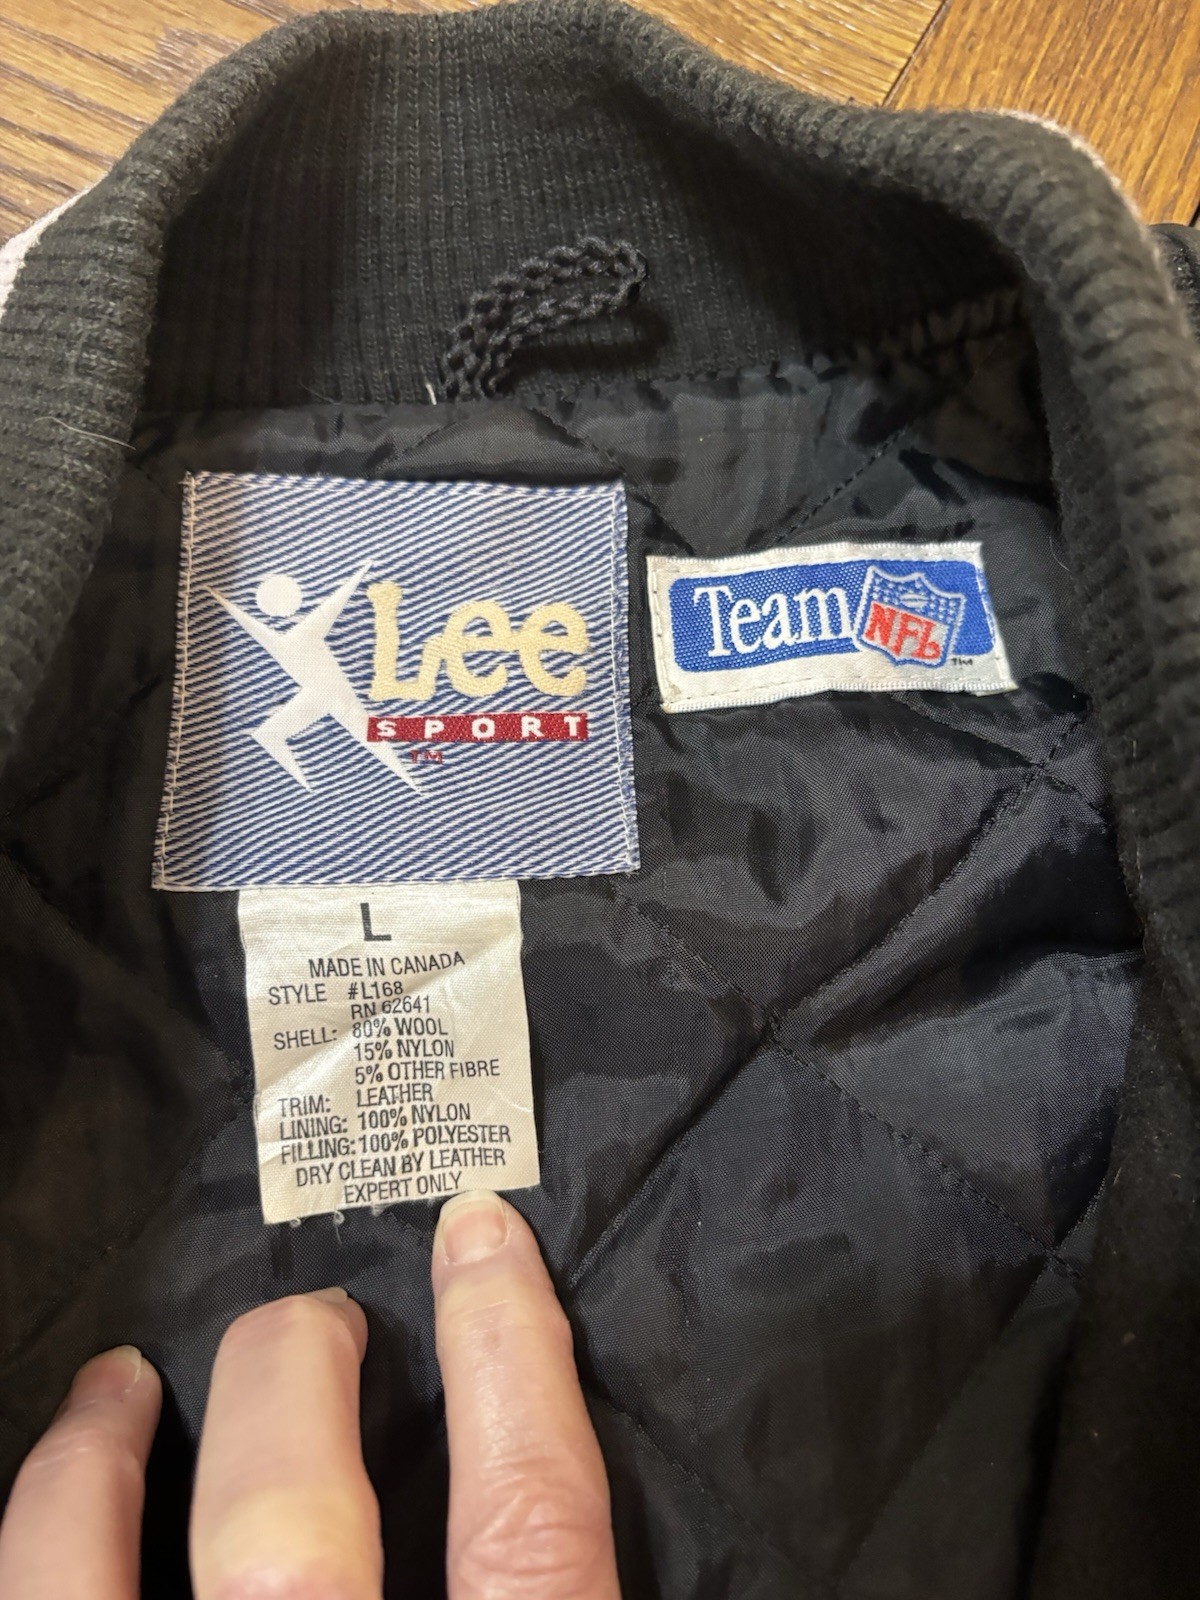 Lee
SPORT
TM
Team NFL
TM
L
MADE IN CANADA
STYLE #L168
RN 62641
SHELL: 80% WOOL
15% NYLON
5% OTHER FIBRE
TRIM: LEATHER
LINING: 100% NYLON
FILLING: 100% POLYESTER
DRY CLEAN BY LEATHER
EXPERT ONLY